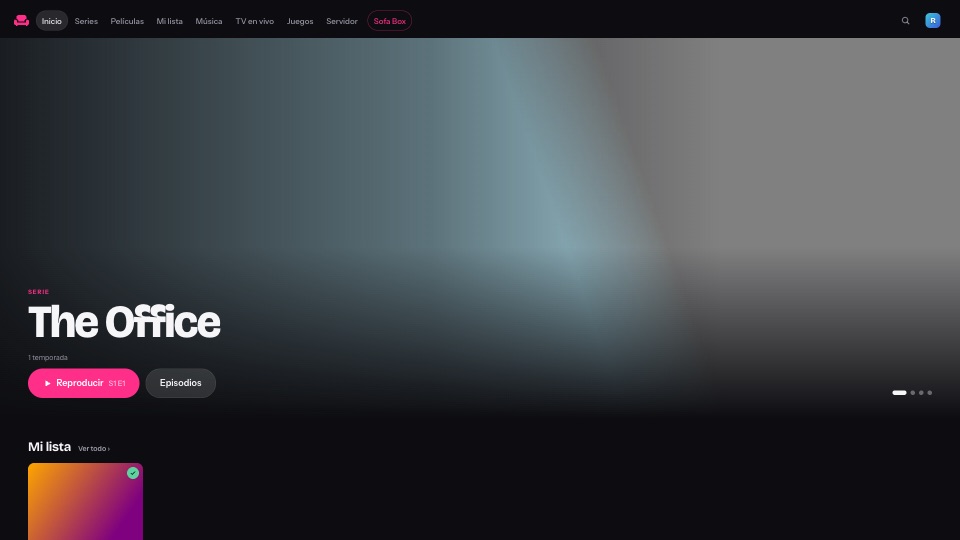 Inicio Series Películas Mi lista Música TV en vivo Juegos Servidor Sofa Box R
SERIE
The Office
1 temporada
Reproducir S1E1 Episodios
Mi lista Ver todo ›